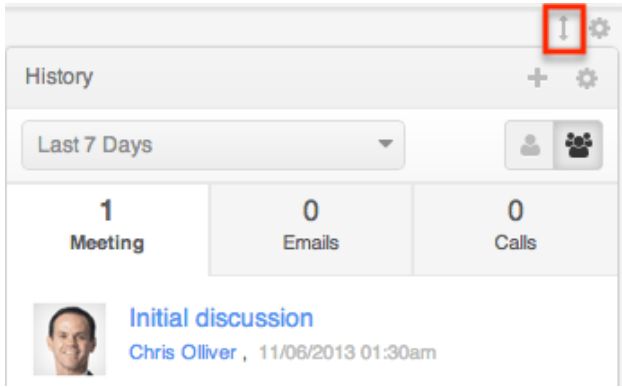 History
Last 7 Days
1 0 0
Meeting Emails Calls
Initial discussion
Chris Olliver , 11/06/2013 01:30am